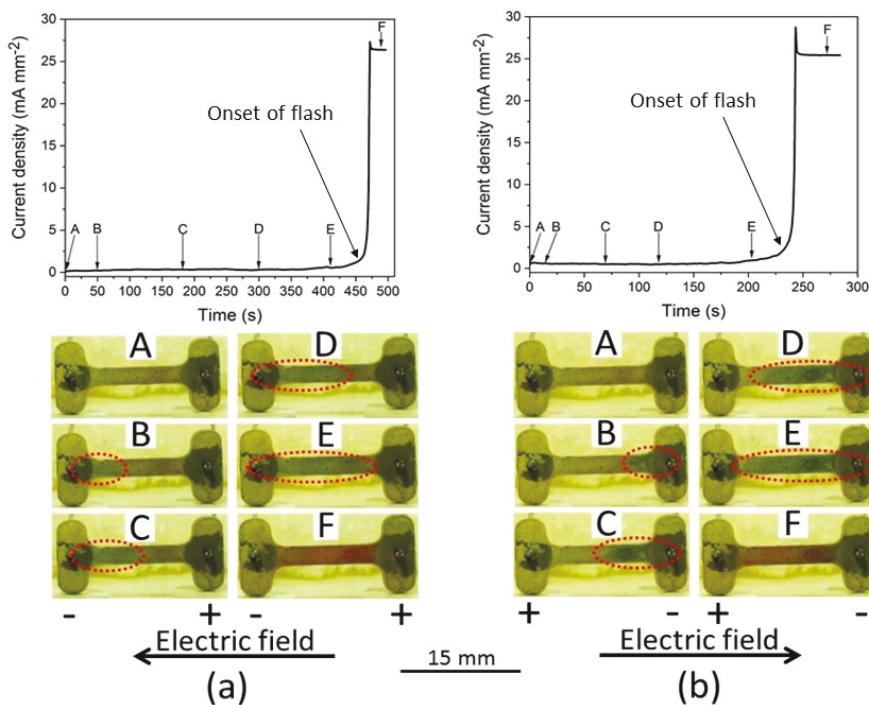 30
25
20
15
10
5
0
Current density (mA mm⁻²)
A
B
C
D
E
F
Onset of flash
0 50 100 150 200 250 300 350 400 450 500
Time (s)
A
D
B
E
C
F
- + - +
Electric field
(a)
30
25
20
15
10
5
0
Current density (mA mm⁻²)
A
B
C
D
E
F
Onset of flash
0 50 100 150 200 250 300
Time (s)
A
D
B
E
C
F
+ - + -
Electric field
(b)
15 mm